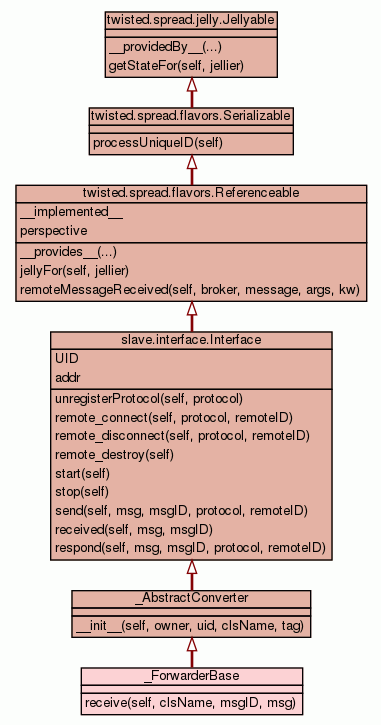 twisted.spread.jelly.Jellyable
__providedBy__(...)
getStateFor(self, jellier)
twisted.spread.flavors.Serializable
processUniqueID(self)
twisted.spread.flavors.Referenceable
__implemented__
perspective
__provides__(...)
jellyFor(self, jellier)
remoteMessageReceived(self, broker, message, args, kw)
slave.interface.Interface
UID
addr
unregisterProtocol(self, protocol)
remote_connect(self, protocol, remoteID)
remote_disconnect(self, protocol, remoteID)
remote_destroy(self)
start(self)
stop(self)
send(self, msg, msgID, protocol, remoteID)
received(self, msg, msgID)
respond(self, msg, msgID, protocol, remoteID)
_AbstractConverter
__init__(self, owner, uid, clsName, tag)
_ForwarderBase
receive(self, clsName, msgID, msg)